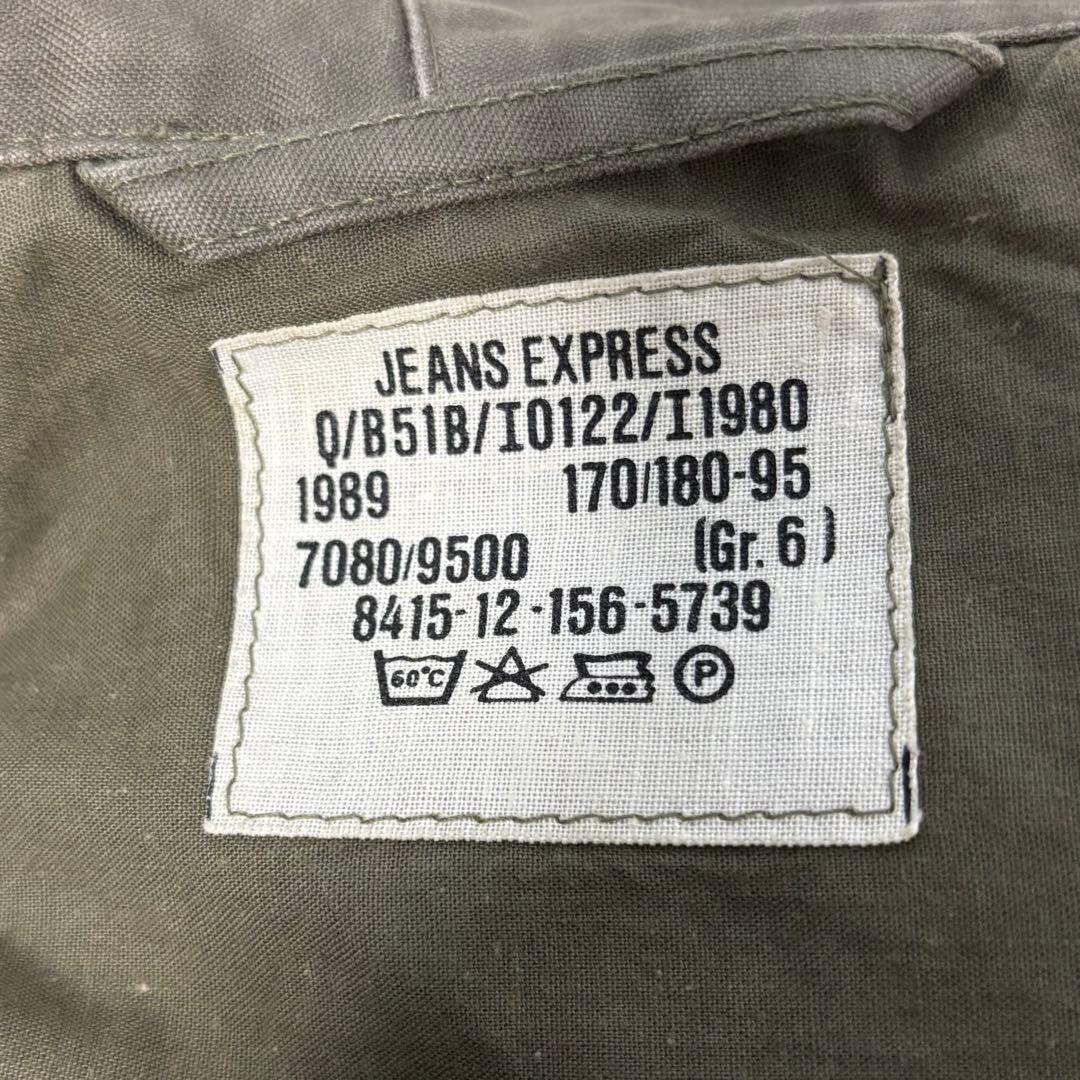 JEANS EXPRESS
Q/B51B/I0122/I1980
1989 170/180-95
7080/9500 (Gr. 6)
8415-12-156-5739
60°C P